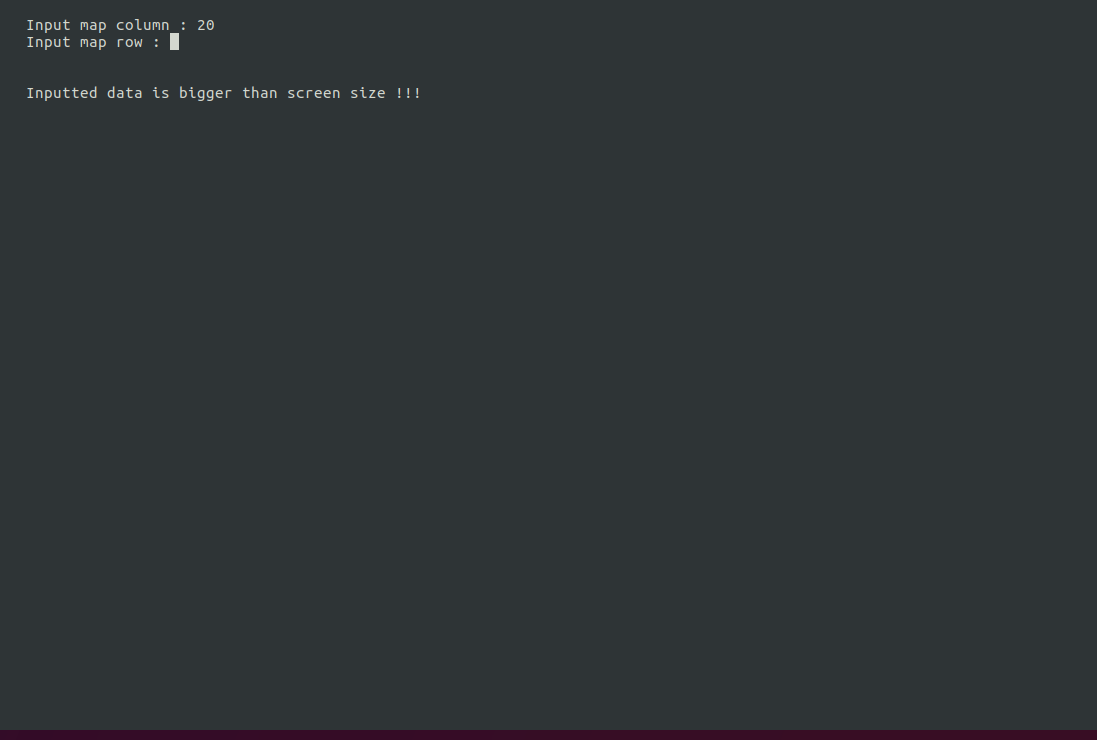 Input map column : 20
Input map row :
Inputted data is bigger than screen size !!!